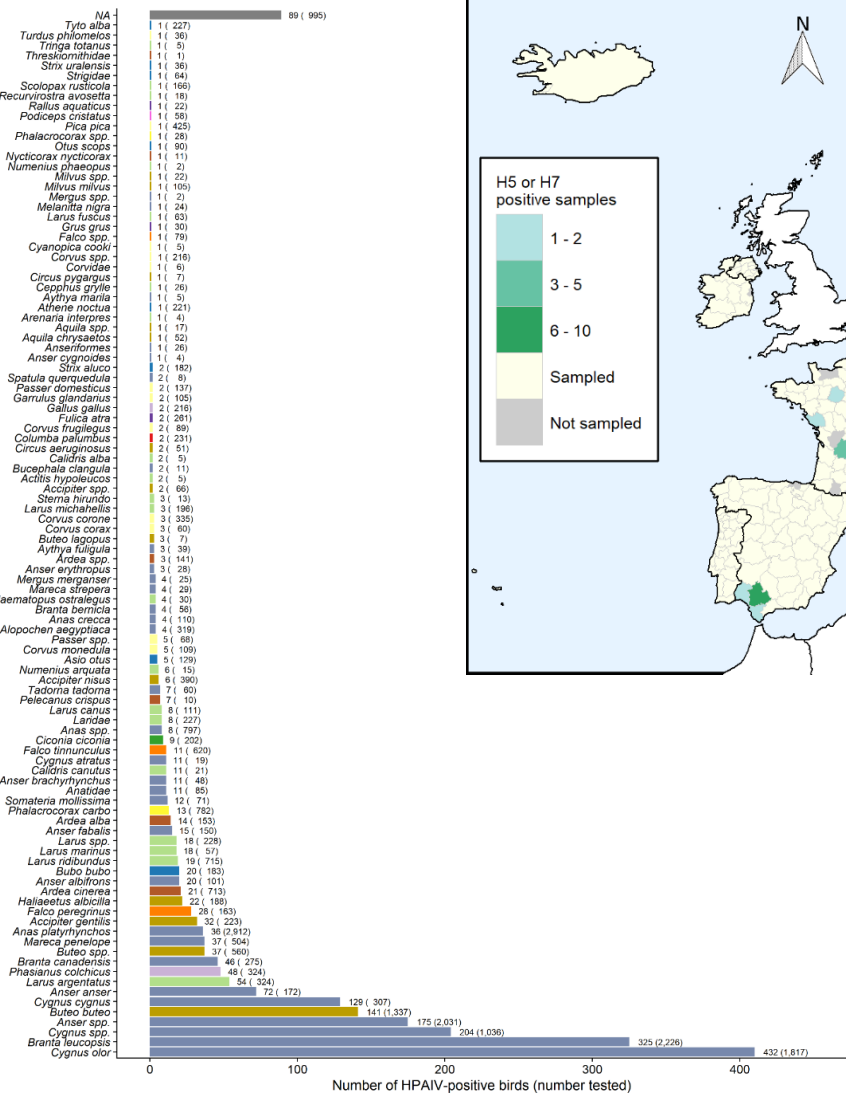 NA 89 ( 995)
Tyto alba 1 ( 227)
Turdus philomelos 1 ( 36)
Tringa totanus 1 ( 5)
Threskiornithidae 1 ( 1)
Strix uralensis 1 ( 36)
Strigidae 1 ( 64)
Scolopax rusticola 1 ( 166)
Recurvirostra avosetta 1 ( 18)
Rallus aquaticus 1 ( 22)
Podiceps cristatus 1 ( 58)
Pica pica 1 ( 425)
Phalacrocorax spp. 1 ( 28)
Otus scops 1 ( 90)
Nycticorax nycticorax 1 ( 11)
Numenius phaeopus 1 ( 2)
Milvus spp. 1 ( 22)
Milvus milvus 1 ( 105)
Mergus spp. 1 ( 2)
Melanitta nigra 1 ( 24)
Larus fuscus 1 ( 63)
Grus grus 1 ( 30)
Falco spp. 1 ( 79)
Cyanopica cooki 1 ( 5)
Corvus spp. 1 ( 216)
Corvidae 1 ( 6)
Circus pygargus 1 ( 7)
Cepphus grylle 1 ( 26)
Aythya marila 1 ( 5)
Athene noctua 1 ( 221)
Arenaria interpres 1 ( 4)
Aquila spp. 1 ( 17)
Aquila chrysaetos 1 ( 52)
Anseriformes 1 ( 26)
Anser cygnoides 1 ( 4)
Strix aluco 2 ( 182)
Spatula querquedula 2 ( 8)
Passer domesticus 2 ( 137)
Garrulus glandarius 2 ( 105)
Gallus gallus 2 ( 216)
Fulica atra 2 ( 261)
Corvus frugilegus 2 ( 89)
Columba palumbus 2 ( 231)
Circus aeruginosus 2 ( 51)
Calidris alba 2 ( 5)
Bucephala clangula 2 ( 11)
Actitis hypoleucos 2 ( 5)
Accipiter spp. 2 ( 66)
Sterna hirundo 3 ( 13)
Larus michahellis 3 ( 196)
Corvus corone 3 ( 335)
Corvus corax 3 ( 60)
Buteo lagopus 3 ( 7)
Aythya fuligula 3 ( 39)
Ardea spp. 3 ( 141)
Anser erythropus 3 ( 28)
Mergus merganser 4 ( 25)
Mareca strepera 4 ( 29)
aematopus ostralegus 4 ( 30)
Branta bernicla 4 ( 56)
Anas crecca 4 ( 110)
Alopochen aegyptiaca 4 ( 319)
Passer spp. 5 ( 68)
Corvus monedula 5 ( 109)
Asio otus 5 ( 129)
Numenius arquata 6 ( 15)
Accipiter nisus 6 ( 390)
Tadorna tadorna 7 ( 60)
Pelecanus crispus 7 ( 10)
Larus canus 8 ( 111)
Laridae 8 ( 227)
Anas spp. 8 ( 797)
Ciconia ciconia 9 ( 202)
Falco tinnunculus 11 ( 620)
Cygnus atratus 11 ( 19)
Calidris canutus 11 ( 21)
Anser brachyrhynchus 11 ( 48)
Anatidae 11 ( 85)
Somateria mollissima 12 ( 71)
Phalacrocorax carbo 13 ( 782)
Ardea alba 14 ( 153)
Anser fabalis 15 ( 150)
Larus spp. 18 ( 228)
Larus marinus 18 ( 57)
Larus ridibundus 19 ( 715)
Bubo bubo 20 ( 183)
Anser albifrons 20 ( 101)
Ardea cinerea 21 ( 713)
Haliaeetus albicilla 22 ( 188)
Falco peregrinus 28 ( 163)
Accipiter gentilis 32 ( 223)
Anas platyrhynchos 36 (2,912)
Mareca penelope 37 ( 504)
Buteo spp. 37 ( 560)
Branta canadensis 46 ( 275)
Phasianus colchicus 48 ( 324)
Larus argentatus 54 ( 324)
Anser anser 72 ( 172)
Cygnus cygnus 129 ( 307)
Buteo buteo 141 (1,337)
Anser spp. 175 (2,031)
Cygnus spp. 204 (1,036)
Branta leucopsis 325 (2,226)
Cygnus olor 432 (1,817)
0 100 200 300 400
Number of HPAIV-positive birds (number tested)
N
H5 or H7
positive samples
1 - 2
3 - 5
6 - 10
Sampled
Not sampled